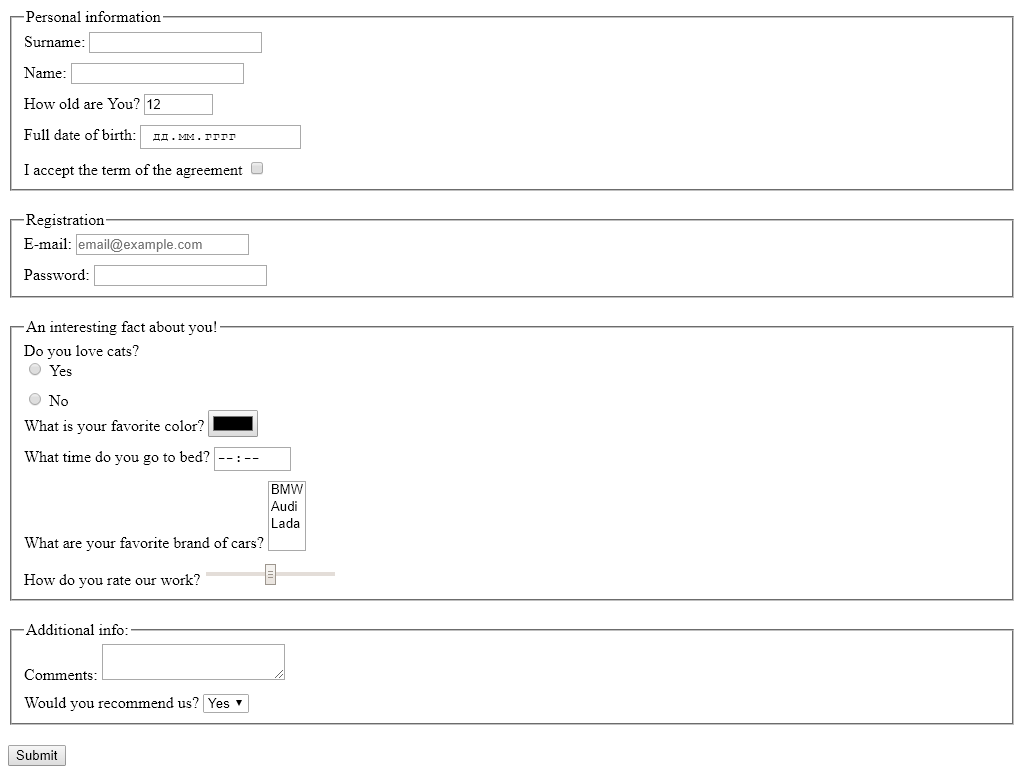 Personal information
Surname:
Name:
How old are You? 12
Full date of birth: дд.мм.гггг
I accept the term of the agreement
Registration
E-mail: email@example.com
Password:
An interesting fact about you!
Do you love cats?
Yes
No
What is your favorite color?
What time do you go to bed? --:--
BMW
Audi
Lada
What are your favorite brand of cars?
How do you rate our work?
Additional info:
Comments:
Would you recommend us? Yes
Submit